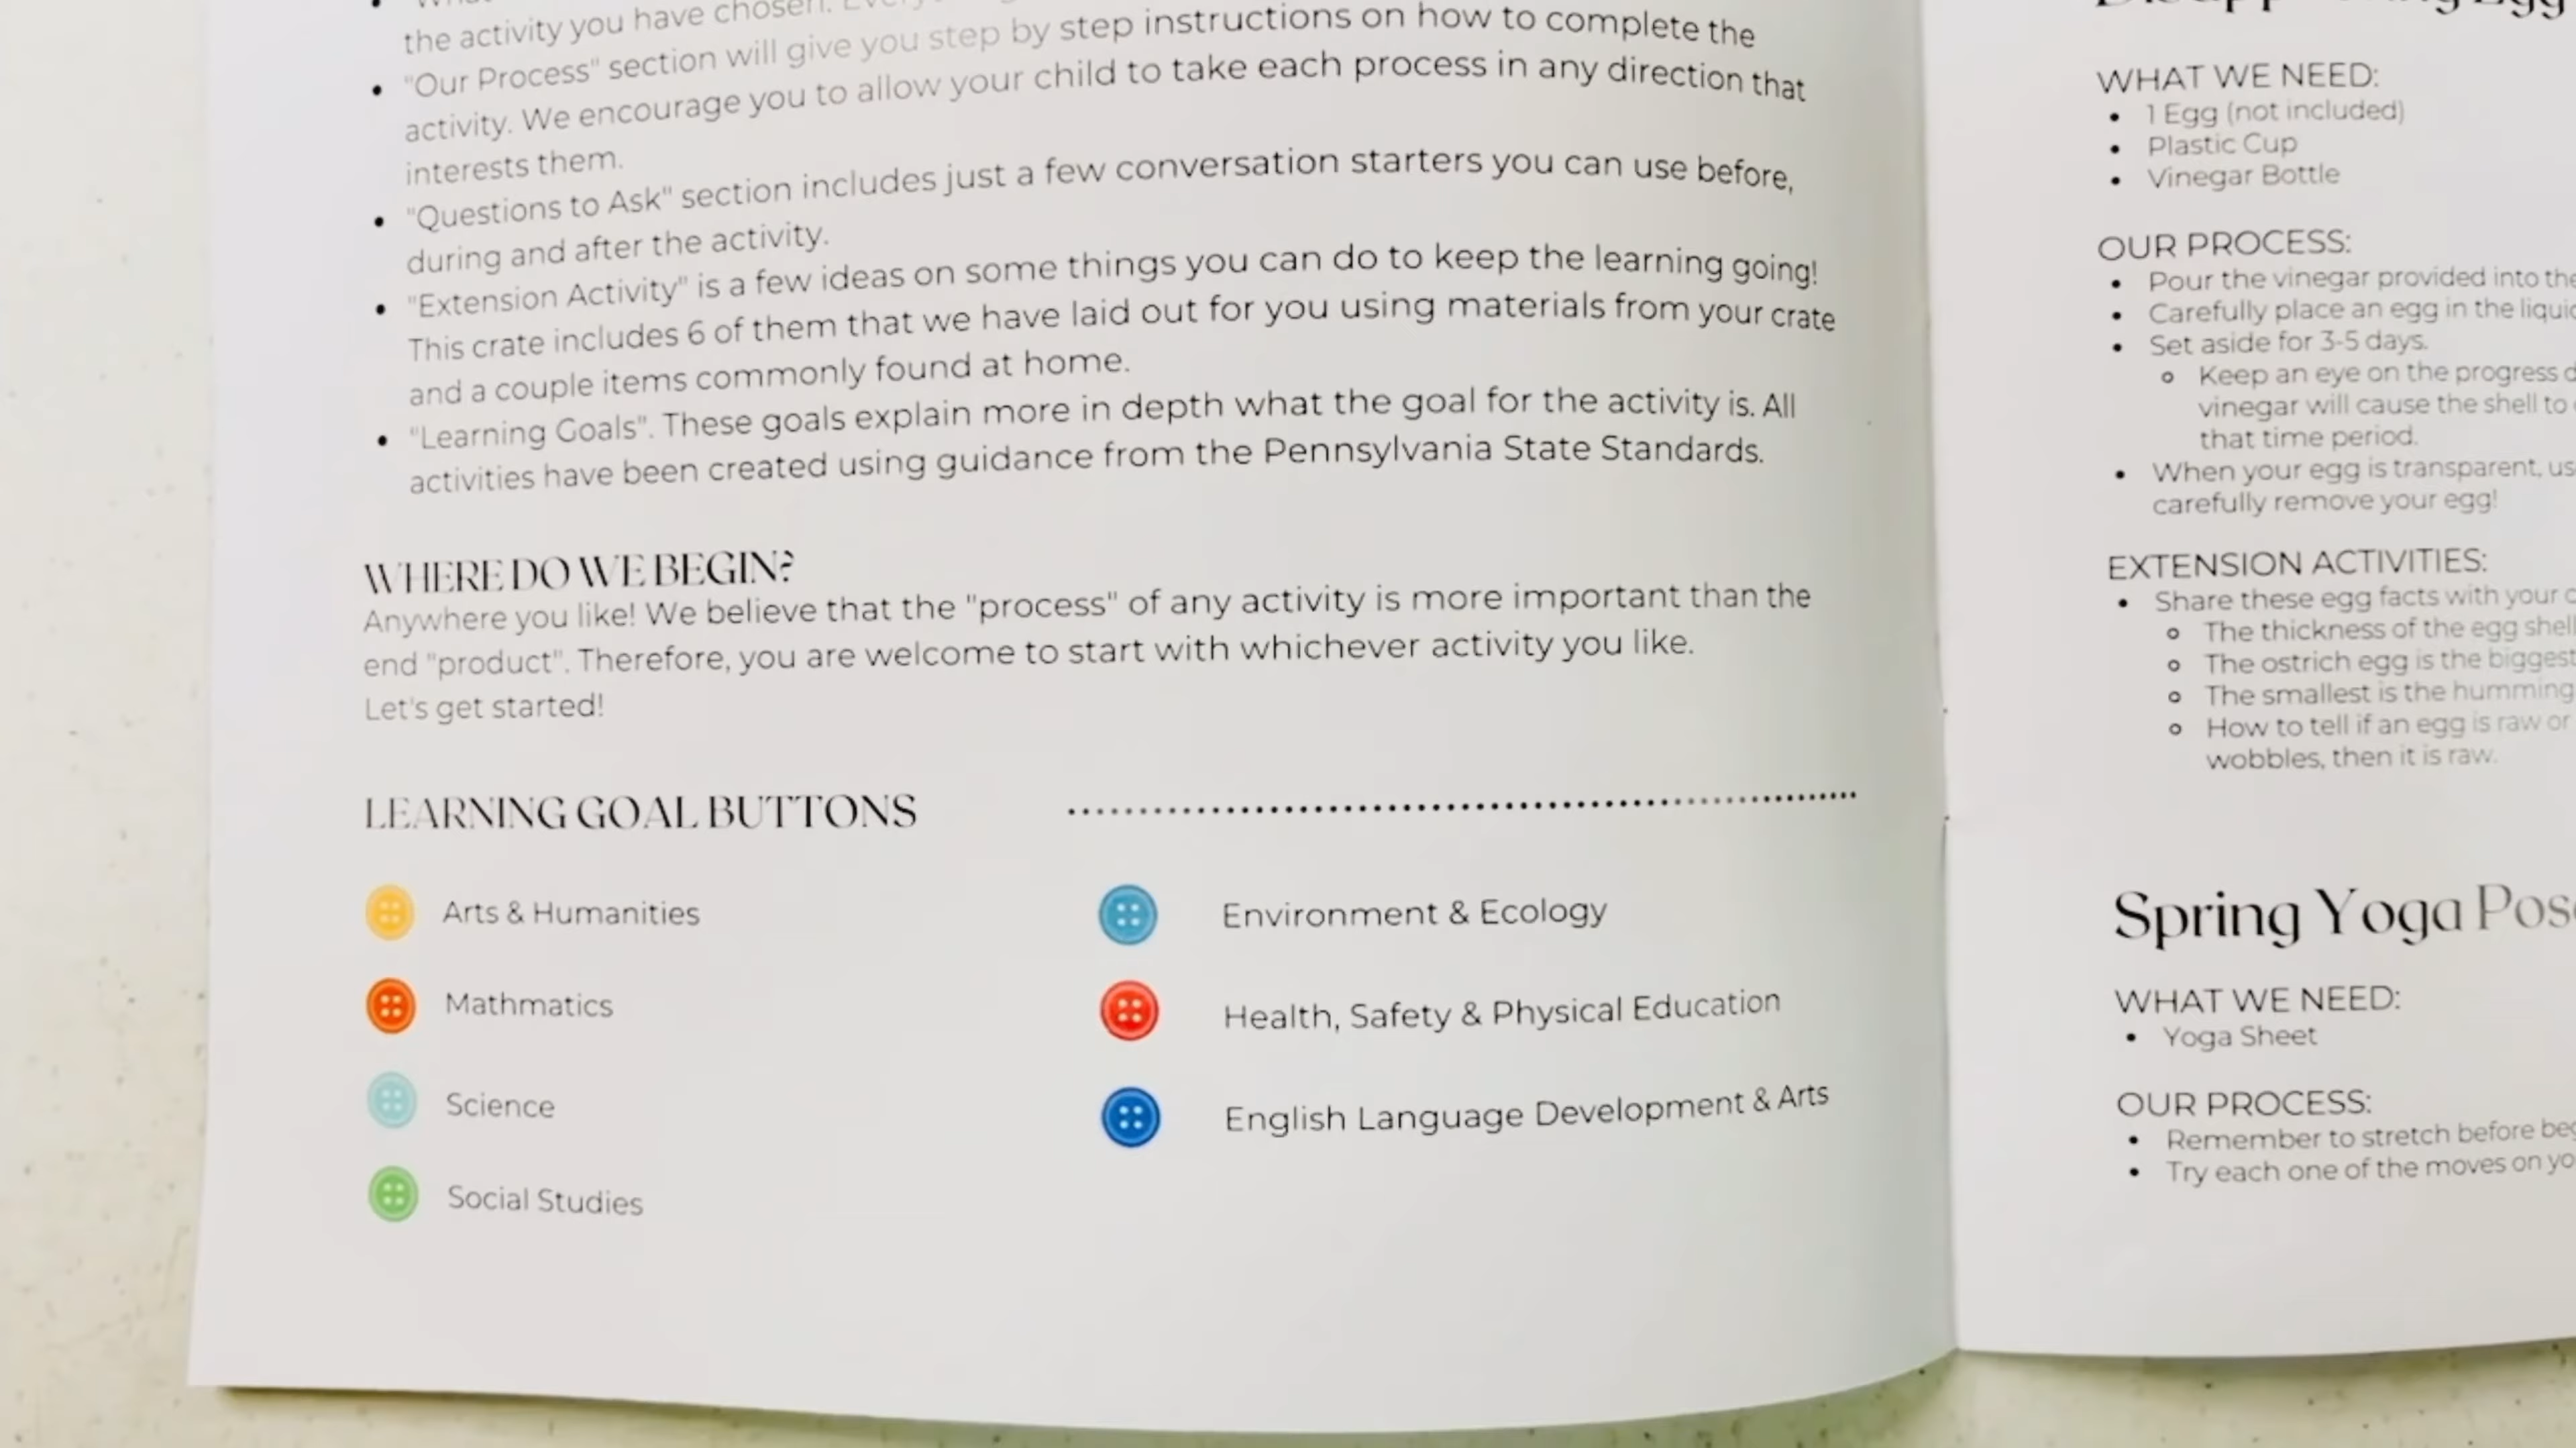 the activity you have chosen.
"Our Process" section will give you step by step instructions on how to complete the
activity. We encourage you to allow your child to take each process in any direction that
interests them.
"Questions to Ask" section includes just a few conversation starters you can use before,
during and after the activity.
"Extension Activity" is a few ideas on some things you can do to keep the learning going!
This crate includes 6 of them that we have laid out for you using materials from your crate
and a couple items commonly found at home.
"Learning Goals". These goals explain more in depth what the goal for the activity is. All
activities have been created using guidance from the Pennsylvania State Standards.
WHERE DO WE BEGIN?
Anywhere you like! We believe that the "process" of any activity is more important than the
end "product". Therefore, you are welcome to start with whichever activity you like.
Let's get started!
LEARNING GOAL BUTTONS
Arts & Humanities
Mathmatics
Science
Social Studies
Environment & Ecology
Health, Safety & Physical Education
English Language Development & Arts
Egg
WHAT WE NEED:
1 Egg (not included)
Plastic Cup
Vinegar Bottle
OUR PROCESS:
Pour the vinegar provided into the
Carefully place an egg in the
Set aside for 3-5 days.
Keep an eye on the progress
vinegar will cause the shell to
that time period.
When your egg is transparent,
carefully remove your egg!
EXTENSION ACTIVITIES:
Share these egg facts with your
The thickness of the egg shell
The ostrich egg is the biggest
The smallest is the humming
How to tell if an egg is raw or
wobbles, then it is raw.
Spring Yoga
WHAT WE NEED:
Yoga Sheet
OUR PROCESS:
Remember to stretch before
Try each one of the moves on